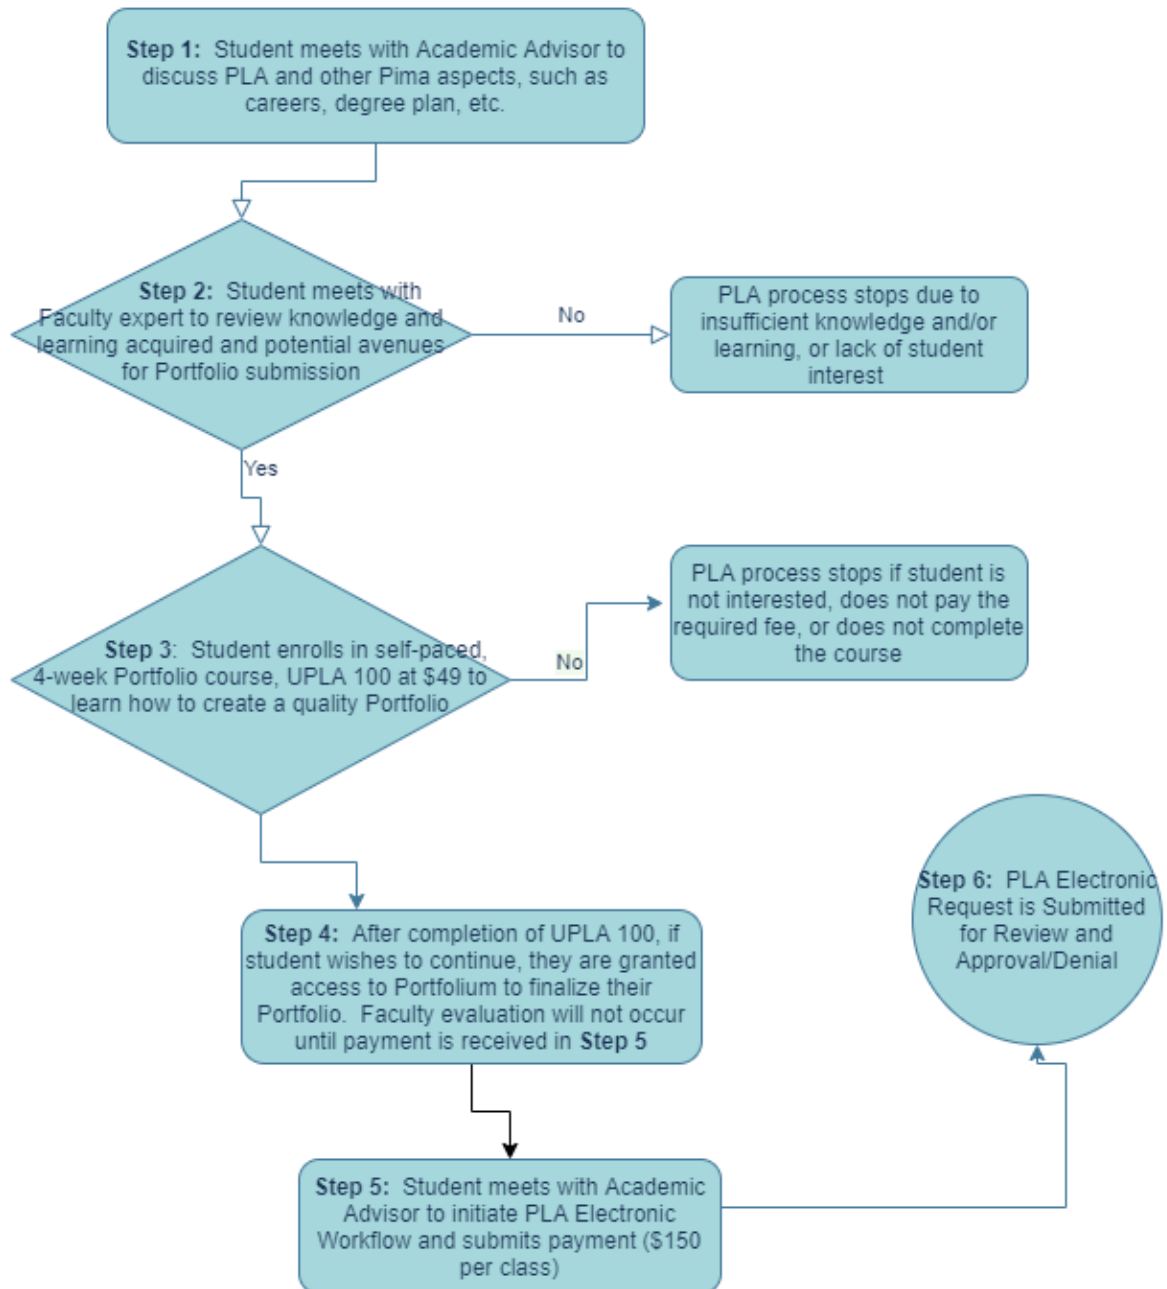 Step 1: Student meets with Academic Advisor to
discuss PLA and other Pima aspects, such as
careers, degree plan, etc.
Step 2: Student meets with
Faculty expert to review knowledge and
learning acquired and potential avenues
for Portfolio submission
No
PLA process stops due to
insufficient knowledge and/or
learning, or lack of student
interest
Yes
Step 3: Student enrolls in self-paced,
4-week Portfolio course, UPLA 100 at $49 to
learn how to create a quality Portfolio
No
PLA process stops if student is
not interested, does not pay the
required fee, or does not complete
the course
Step 4: After completion of UPLA 100, if
student wishes to continue, they are granted
access to Portfolium to finalize their
Portfolio. Faculty evaluation will not occur
until payment is received in Step 5
Step 5: Student meets with Academic
Advisor to initiate PLA Electronic
Workflow and submits payment ($150
per class)
Step 6: PLA Electronic
Request is Submitted
for Review and
Approval/Denial